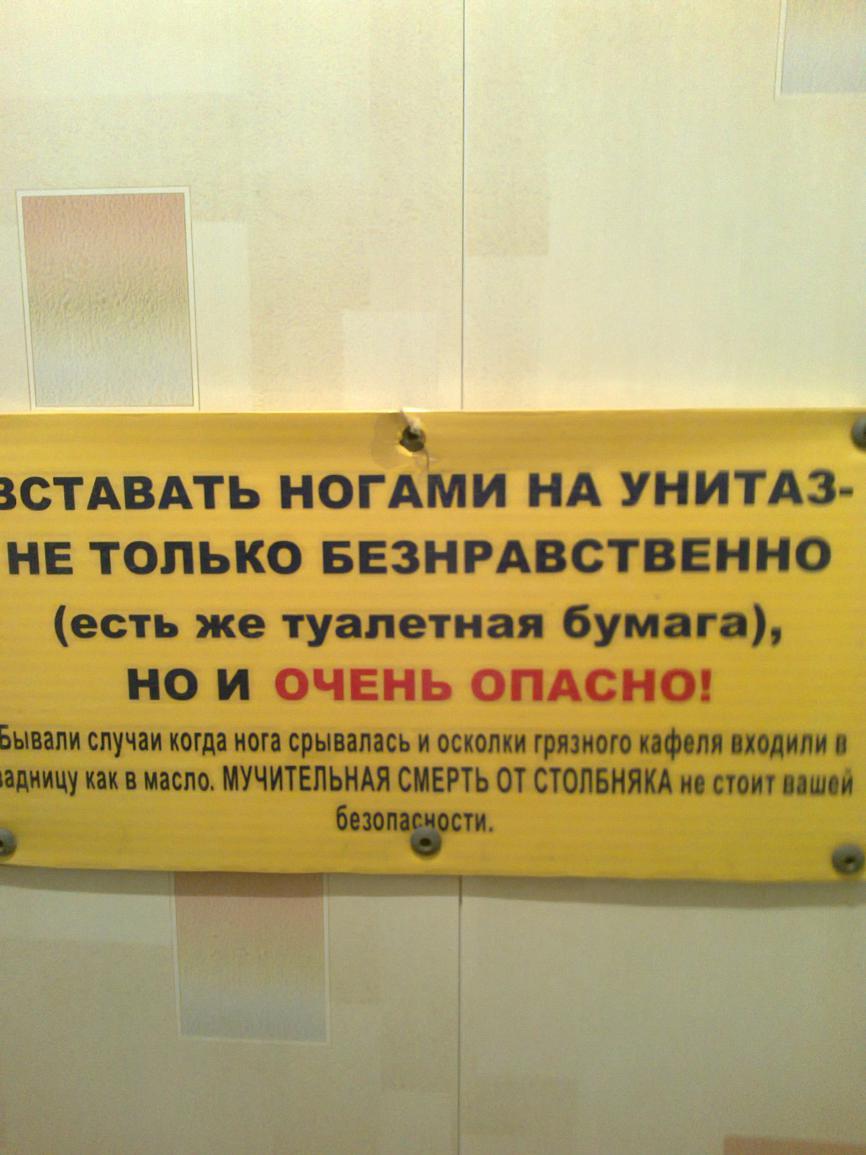 ВСТАВАТЬ НОГАМИ НА УНИТАЗ-
НЕ ТОЛЬКО БЕЗНРАВСТВЕННО
(есть же туалетная бумага),
НО И ОЧЕНЬ ОПАСНО!
Бывали случаи когда нога срывалась и осколки грязного кафеля входили в
задницу как в масло. МУЧИТЕЛЬНАЯ СМЕРТЬ ОТ СТОЛБНЯКА не стоит вашей
безопасности.